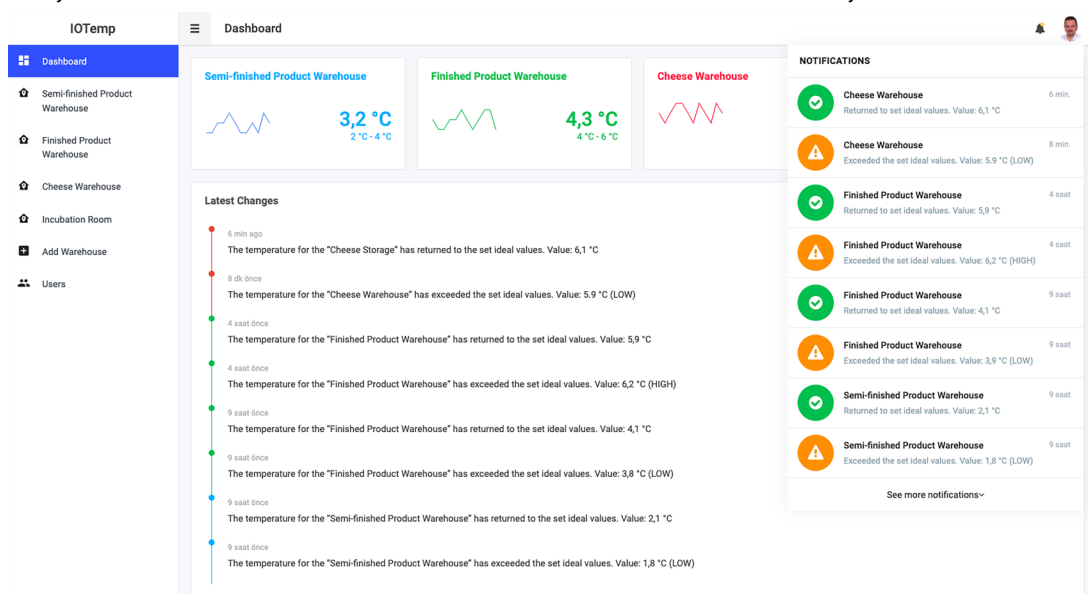 IOTemp
Dashboard
Dashboard
Semi-finished Product
Warehouse
Finished Product
Warehouse
Cheese Warehouse
Incubation Room
Add Warehouse
Users
Semi-finished Product Warehouse
3,2 °C
2 °C - 4 °C
Finished Product Warehouse
4,3 °C
4 °C - 6 °C
Cheese Warehouse
Latest Changes
6 min ago
The temperature for the “Cheese Storage” has returned to the set ideal values. Value: 6,1 °C
8 dk önce
The temperature for the “Cheese Warehouse” has exceeded the set ideal values. Value: 5.9 °C (LOW)
4 saat önce
The temperature for the “Finished Product Warehouse” has returned to the set ideal values. Value: 5,9 °C
4 saat önce
The temperature for the “Finished Product Warehouse” has exceeded the set ideal values. Value: 6,2 °C (HIGH)
9 saat önce
The temperature for the “Finished Product Warehouse” has returned to the set ideal values. Value: 4,1 °C
9 saat önce
The temperature for the “Finished Product Warehouse” has exceeded the set ideal values. Value: 3,8 °C (LOW)
9 saat önce
The temperature for the “Semi-finished Product Warehouse” has returned to the set ideal values. Value: 2,1 °C
9 saat önce
The temperature for the “Semi-finished Product Warehouse” has exceeded the set ideal values. Value: 1,8 °C (LOW)
NOTIFICATIONS
Cheese Warehouse 6 min.
Returned to set ideal values. Value: 6,1 °C
Cheese Warehouse 8 min.
Exceeded the set ideal values. Value: 5.9 °C (LOW)
Finished Product Warehouse 4 saat
Returned to set ideal values. Value: 5,9 °C
Finished Product Warehouse 4 saat
Exceeded the set ideal values. Value: 6,2 °C (HIGH)
Finished Product Warehouse 9 saat
Returned to set ideal values. Value: 4,1 °C
Finished Product Warehouse 9 saat
Exceeded the set ideal values. Value: 3,9 °C (LOW)
Semi-finished Product Warehouse 9 saat
Returned to set ideal values. Value: 2,1 °C
Semi-finished Product Warehouse 9 saat
Exceeded the set ideal values. Value: 1,8 °C (LOW)
See more notifications